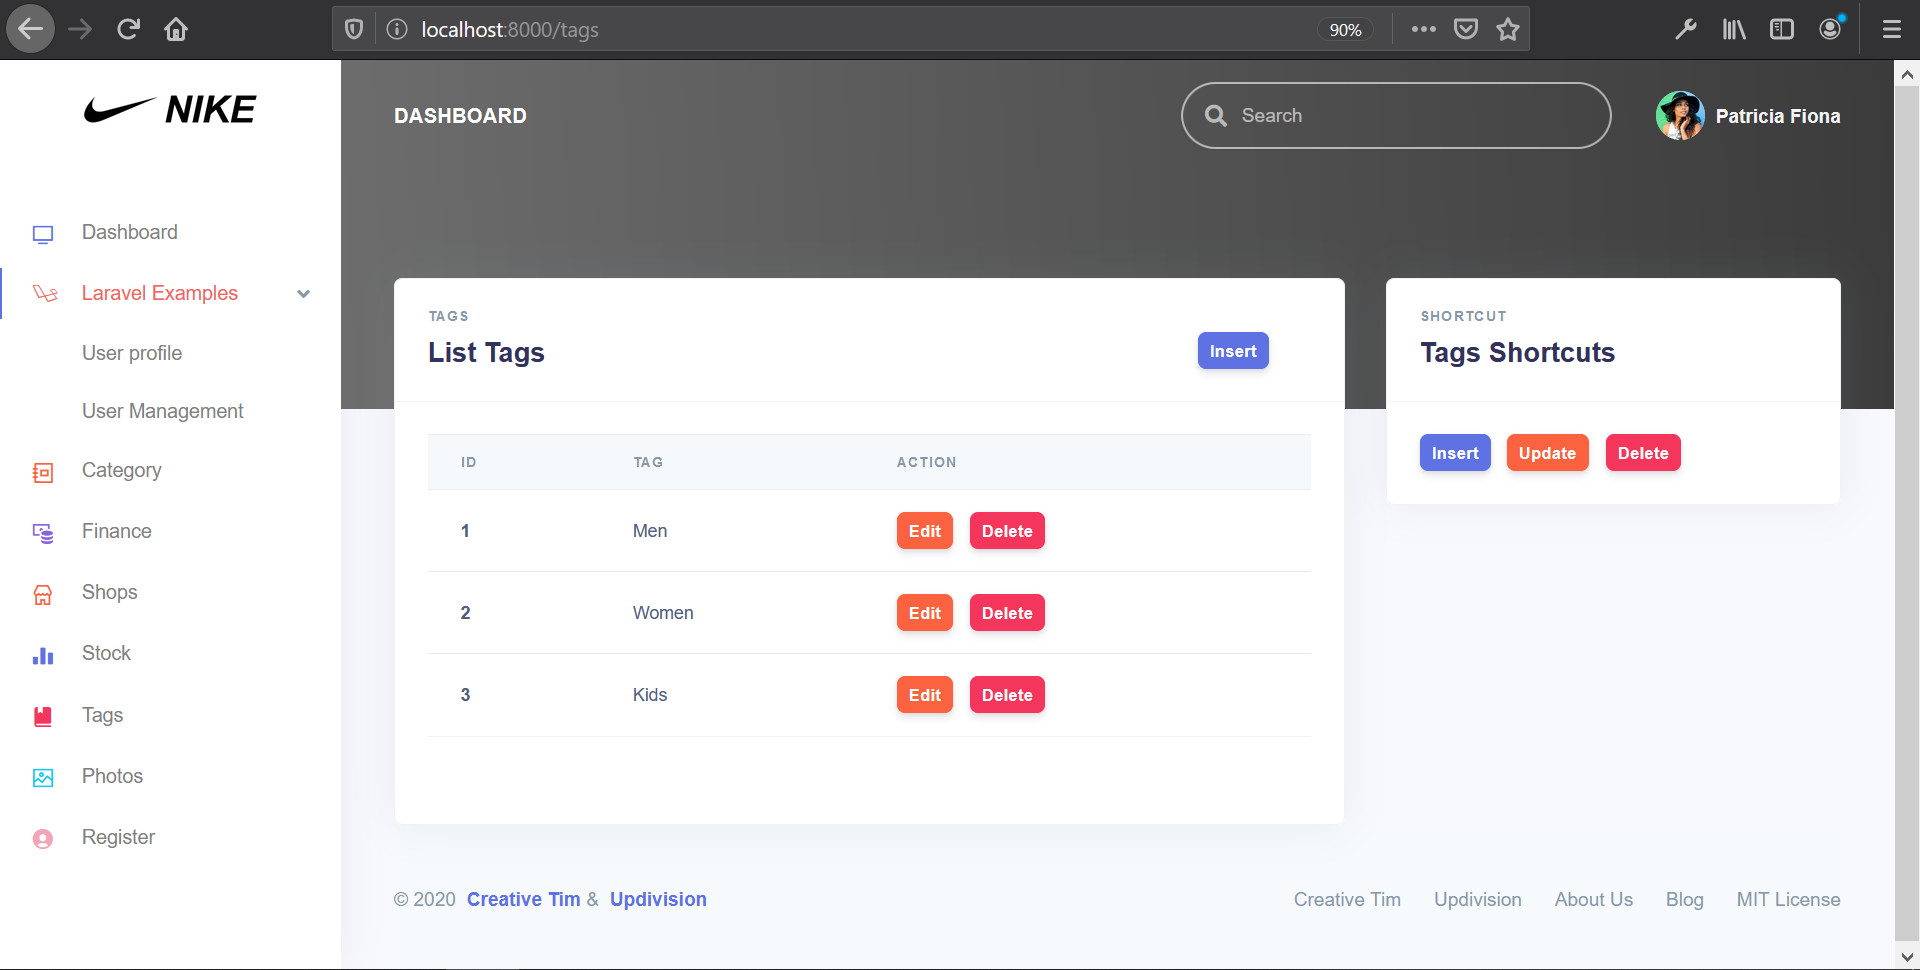 localhost:8000/tags
90%
NIKE
DASHBOARD
Search
Patricia Fiona
Dashboard
Laravel Examples
User profile
User Management
Category
Finance
Shops
Stock
Tags
Photos
Register
TAGS
List Tags
Insert
ID TAG ACTION
1 Men Edit Delete
2 Women Edit Delete
3 Kids Edit Delete
SHORTCUT
Tags Shortcuts
Insert Update Delete
© 2020 Creative Tim & Updivision
Creative Tim Updivision About Us Blog MIT License